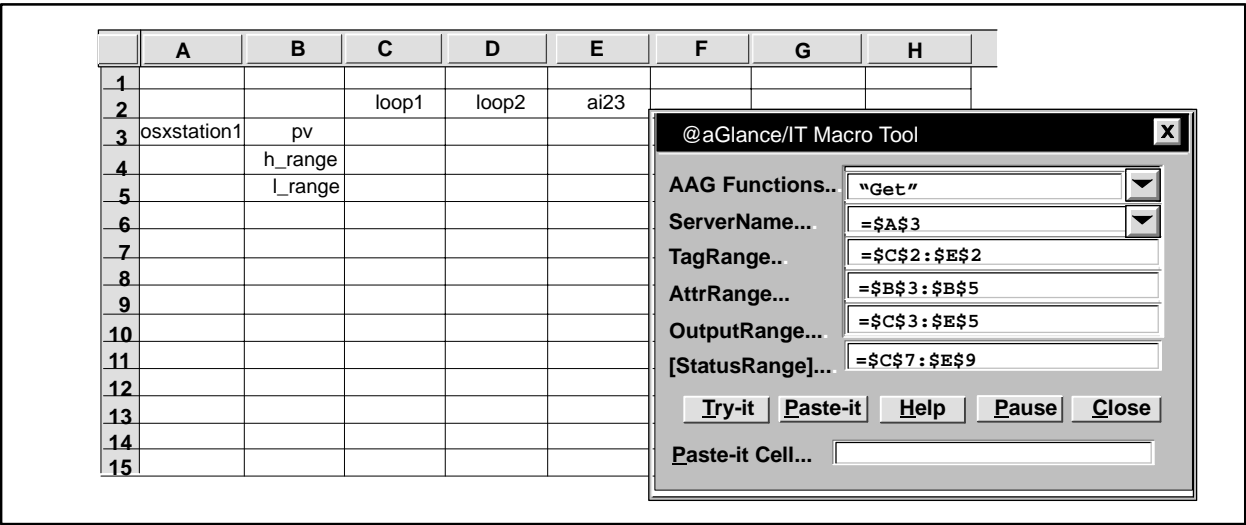 A B C D E F G H
1
2 loop1 loop2 ai23
3 osxstation1 pv
4 h_range
5 l_range
6
7
8
9
10
11
12
13
14
15
@aGlance/IT Macro Tool X
AAG Functions... “Get”
ServerName.... =$A$3
TagRange... =$C$2:$E$2
AttrRange... =$B$3:$B$5
OutputRange.... =$C$3:$E$5
[StatusRange].... =$C$7:$E$9
Try-it Paste-it Help Pause Close
Paste-it Cell...